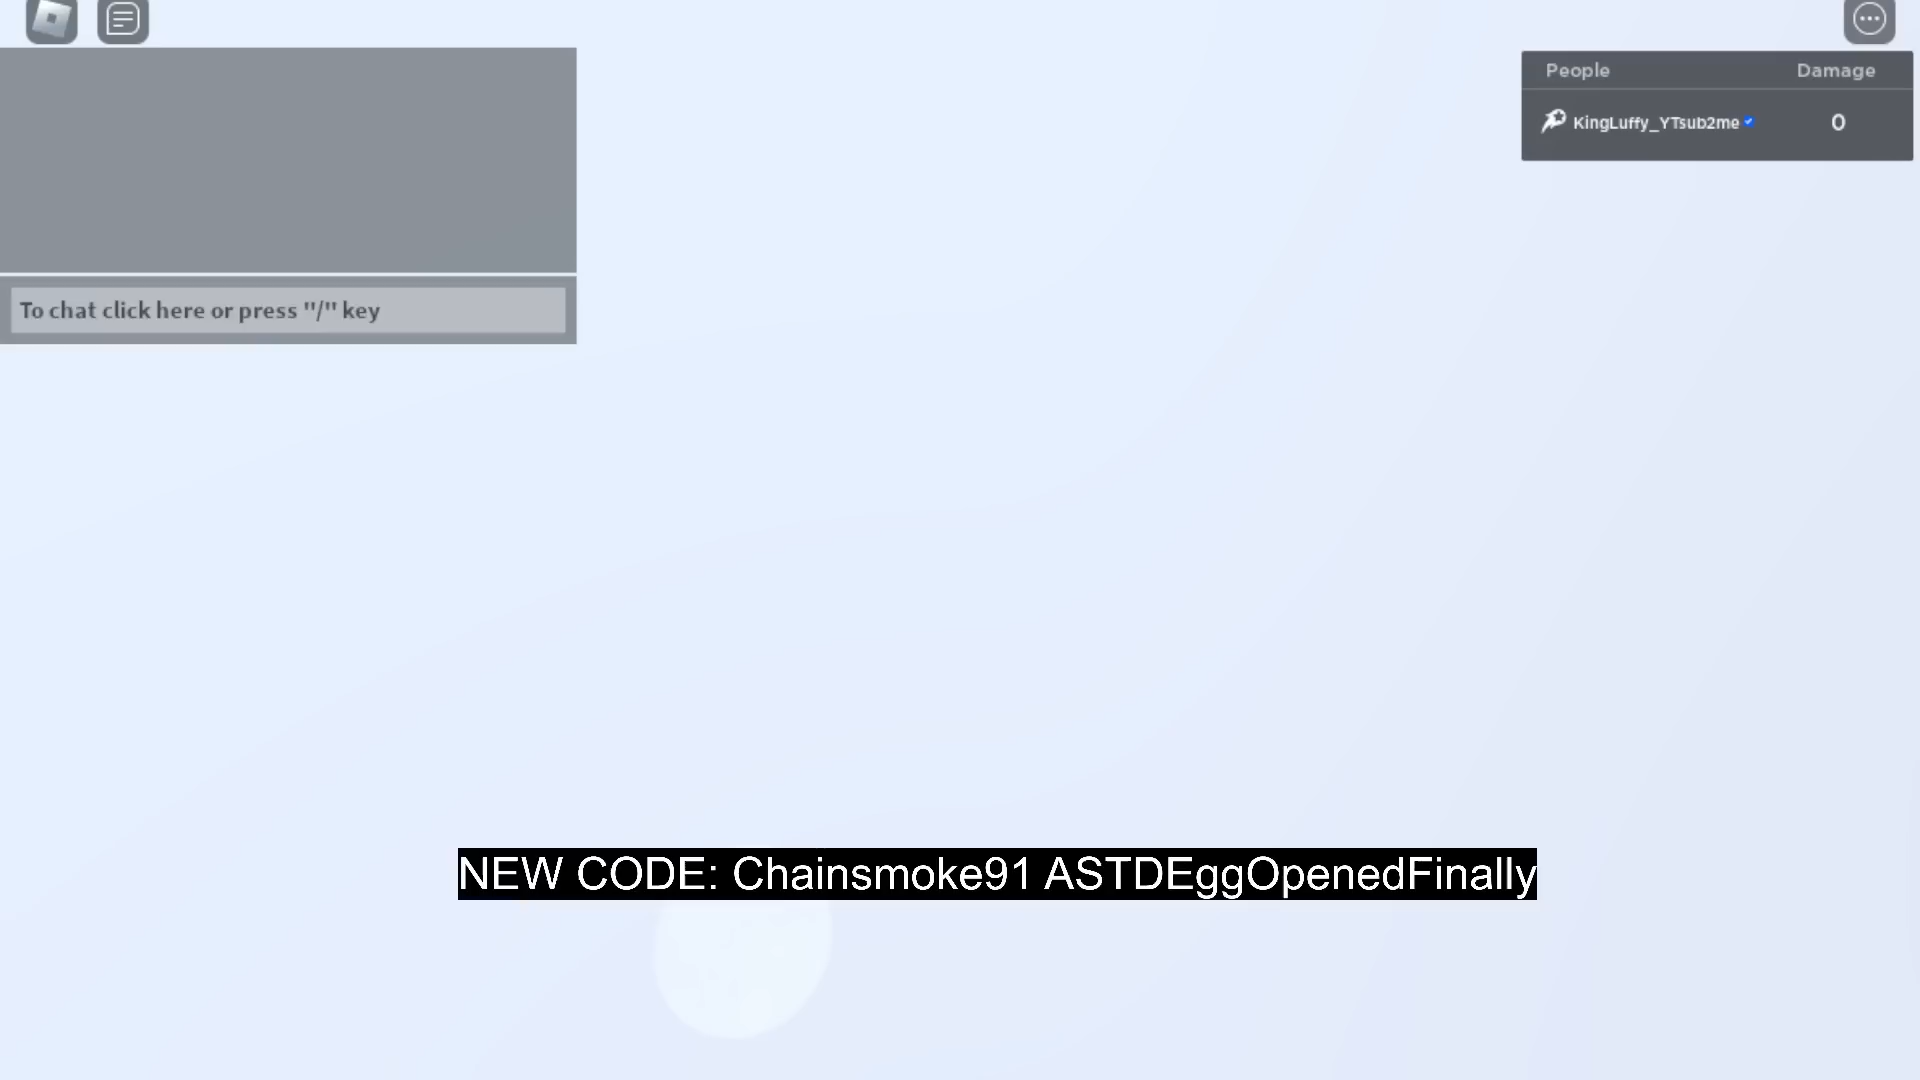 People Damage
KingLuffy_YTsub2me 0
To chat click here or press "/" key
NEW CODE: Chainsmoke91 ASTDEggOpenedFinally